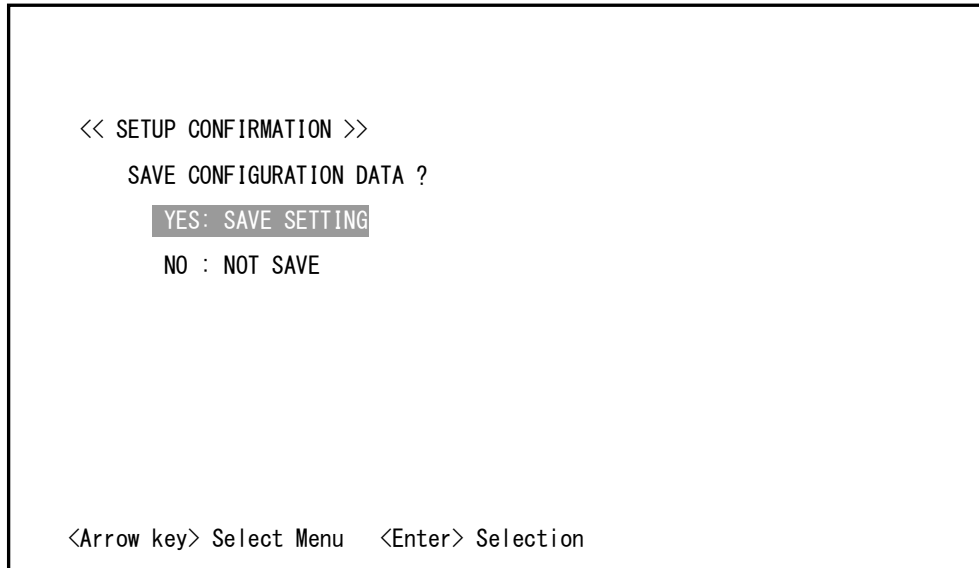 << SETUP CONFIRMATION >>
SAVE CONFIGURATION DATA ?
YES: SAVE SETTING
NO : NOT SAVE
<Arrow key> Select Menu <Enter> Selection